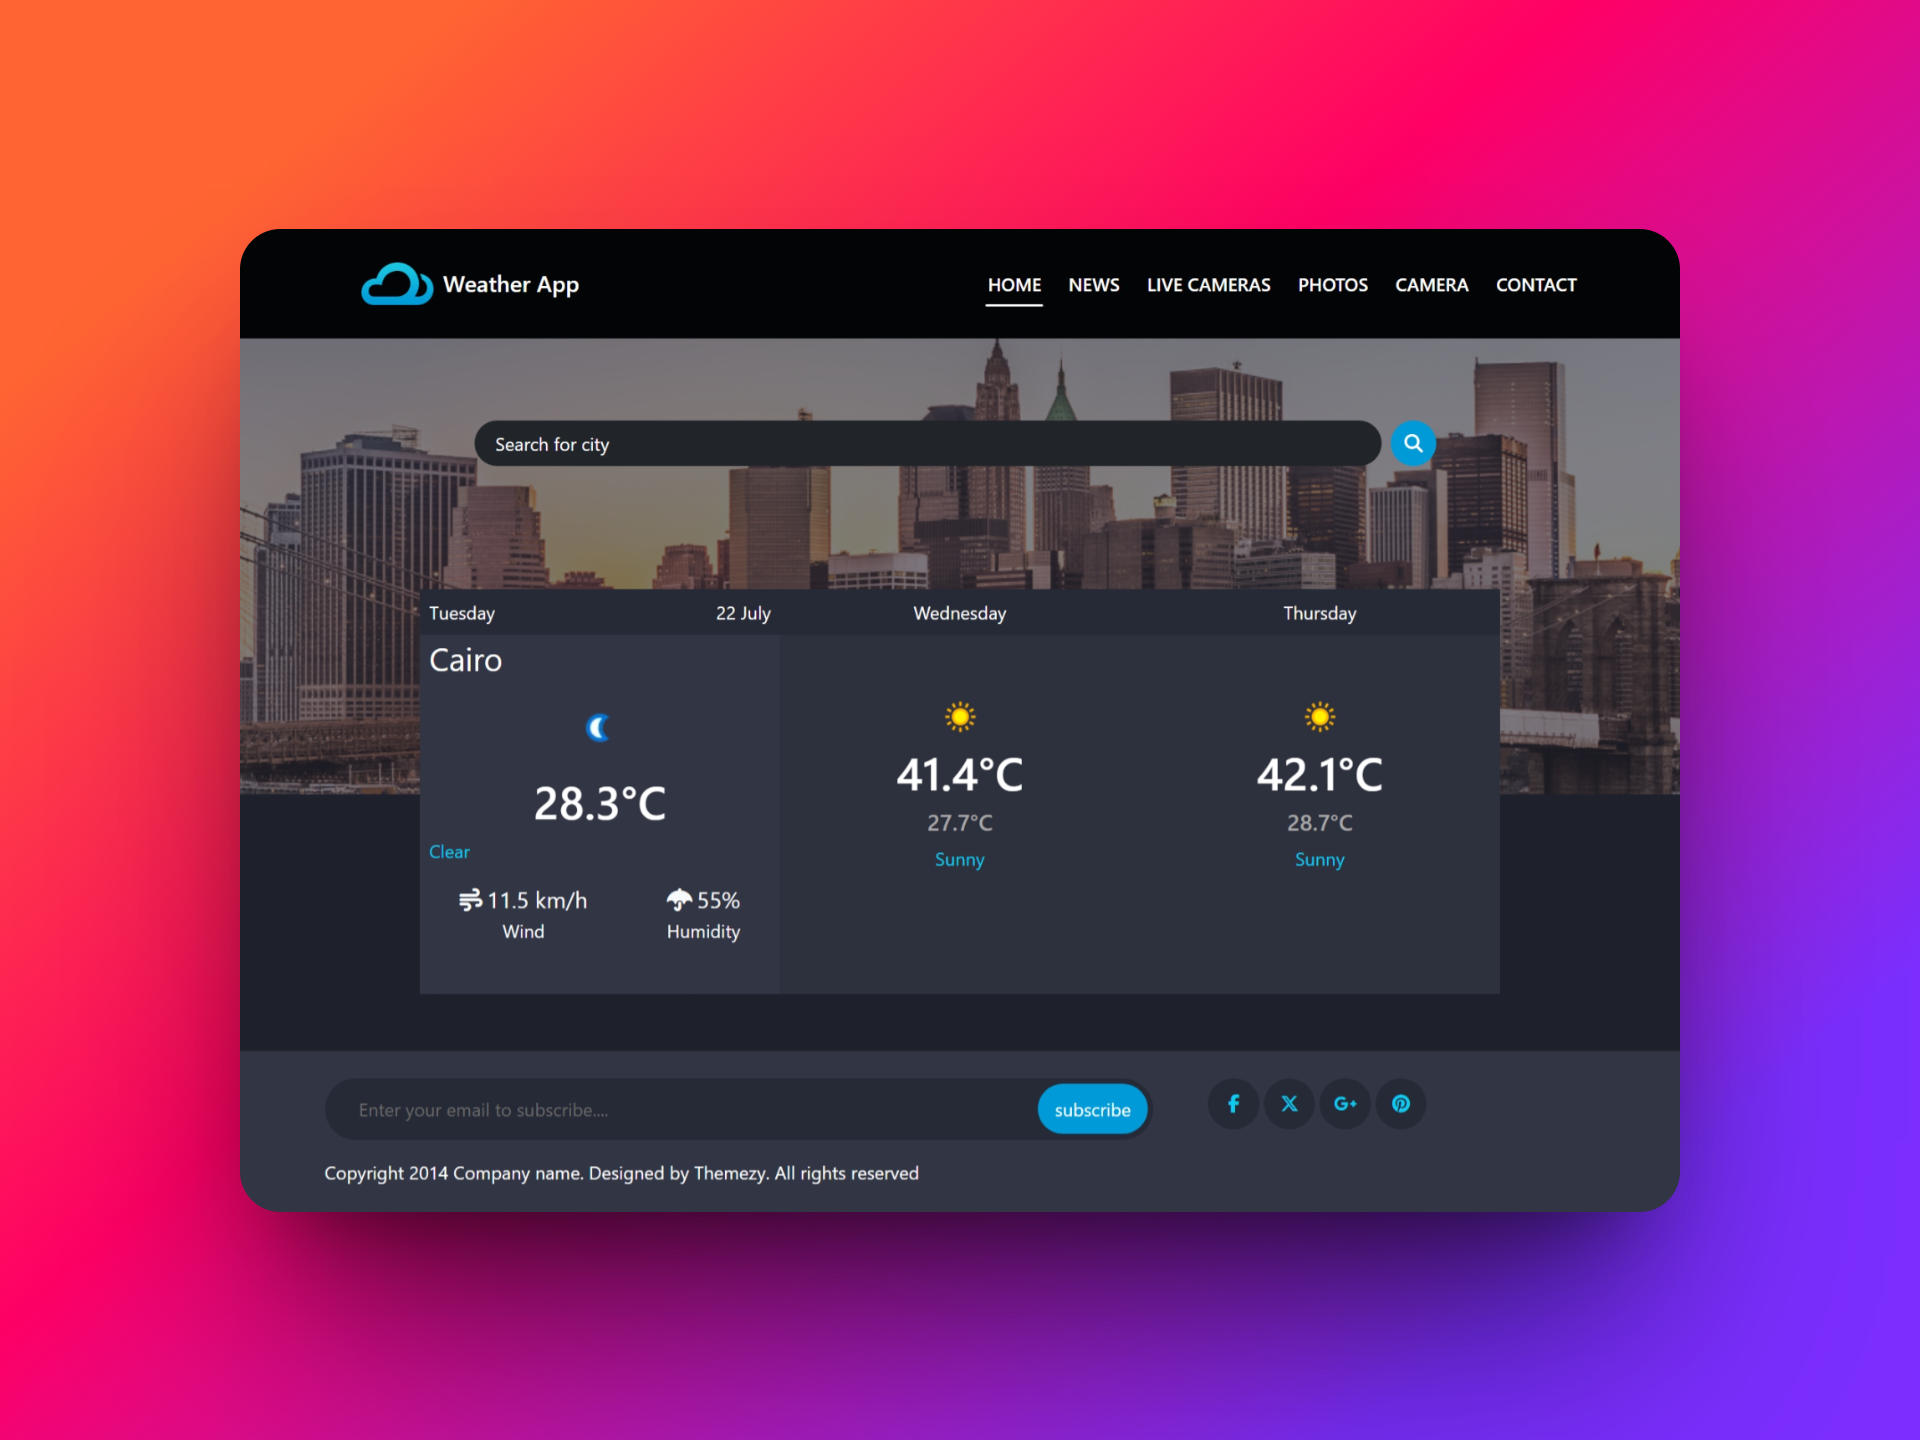 Weather App
HOME NEWS LIVE CAMERAS PHOTOS CAMERA CONTACT
Search for city
Tuesday 22 July Wednesday Thursday
Cairo
28.3°C
Clear
11.5 km/h 55%
Wind Humidity
41.4°C
27.7°C
Sunny
42.1°C
28.7°C
Sunny
Enter your email to subscribe.... subscribe
f X G+
Copyright 2014 Company name. Designed by Themezy. All rights reserved